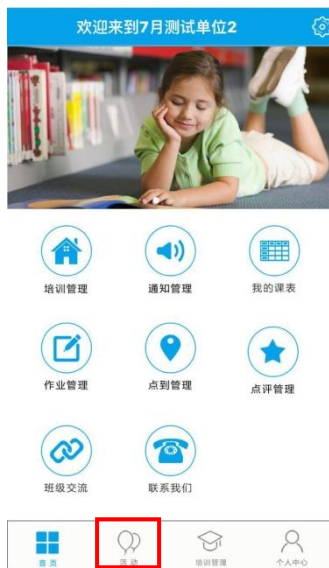 欢迎来到7月测试单位2
培训管理
通知管理
我的课表
作业管理
点到管理
点评管理
班级交流
联系我们
首页
活动
培训管理
个人中心